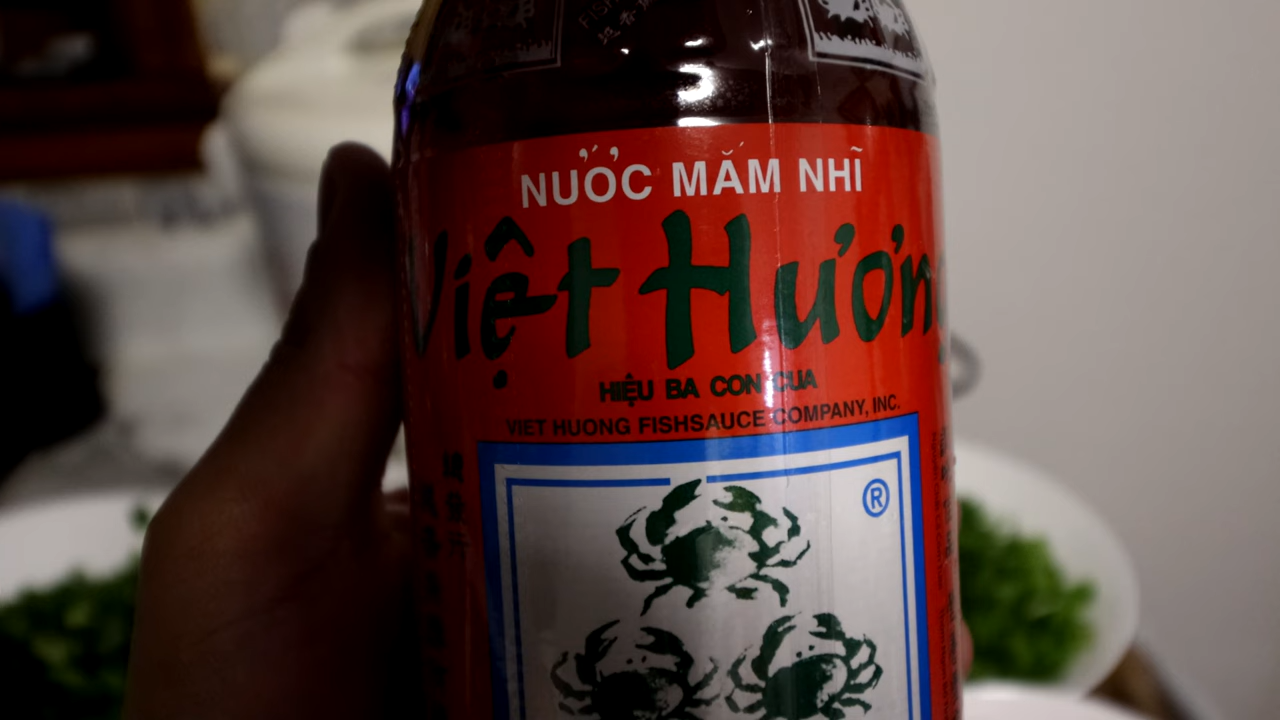 NƯỚC MẮM NHĨ
Việt Hương
HIỆU BA CON CUA
VIET HUONG FISHSAUCE COMPANY, INC.
®